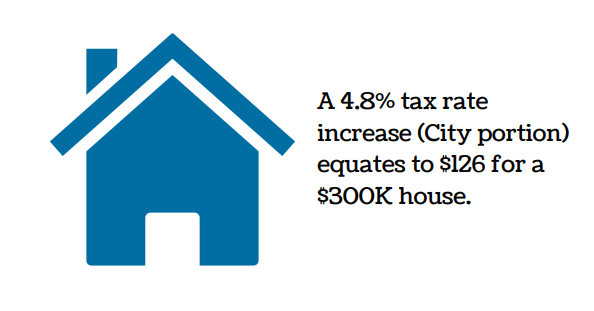 A 4.8% tax rate
increase (City portion)
equates to $126 for a
$300K house.